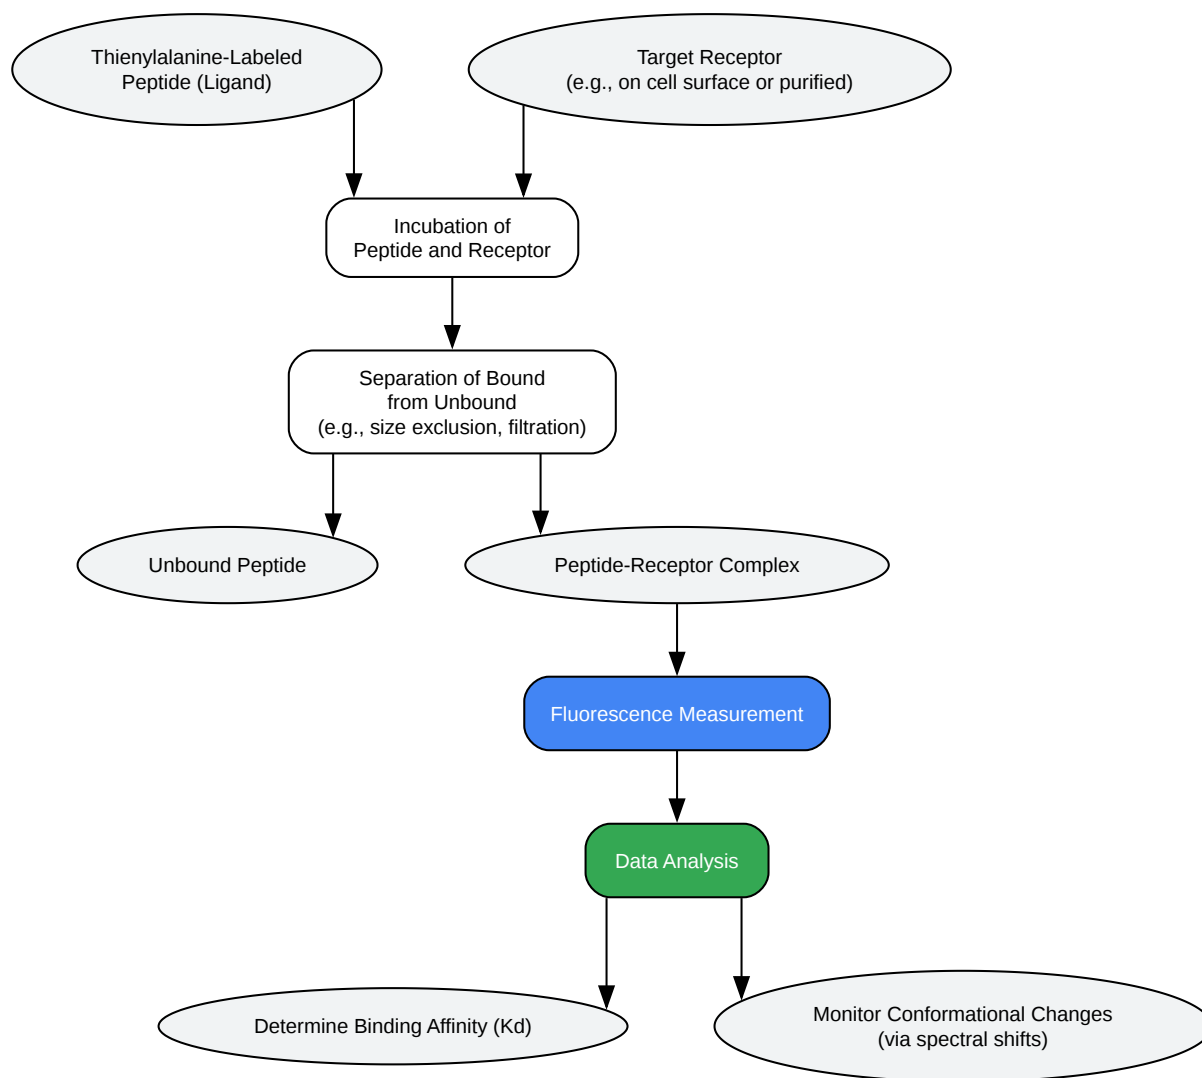 Thienylalanine-Labeled
Peptide (Ligand)
Target Receptor
(e.g., on cell surface or purified)
Incubation of
Peptide and Receptor
Separation of Bound
from Unbound
(e.g., size exclusion, filtration)
Unbound Peptide
Peptide-Receptor Complex
Fluorescence Measurement
Data Analysis
Determine Binding Affinity (Kd)
Monitor Conformational Changes
(via spectral shifts)